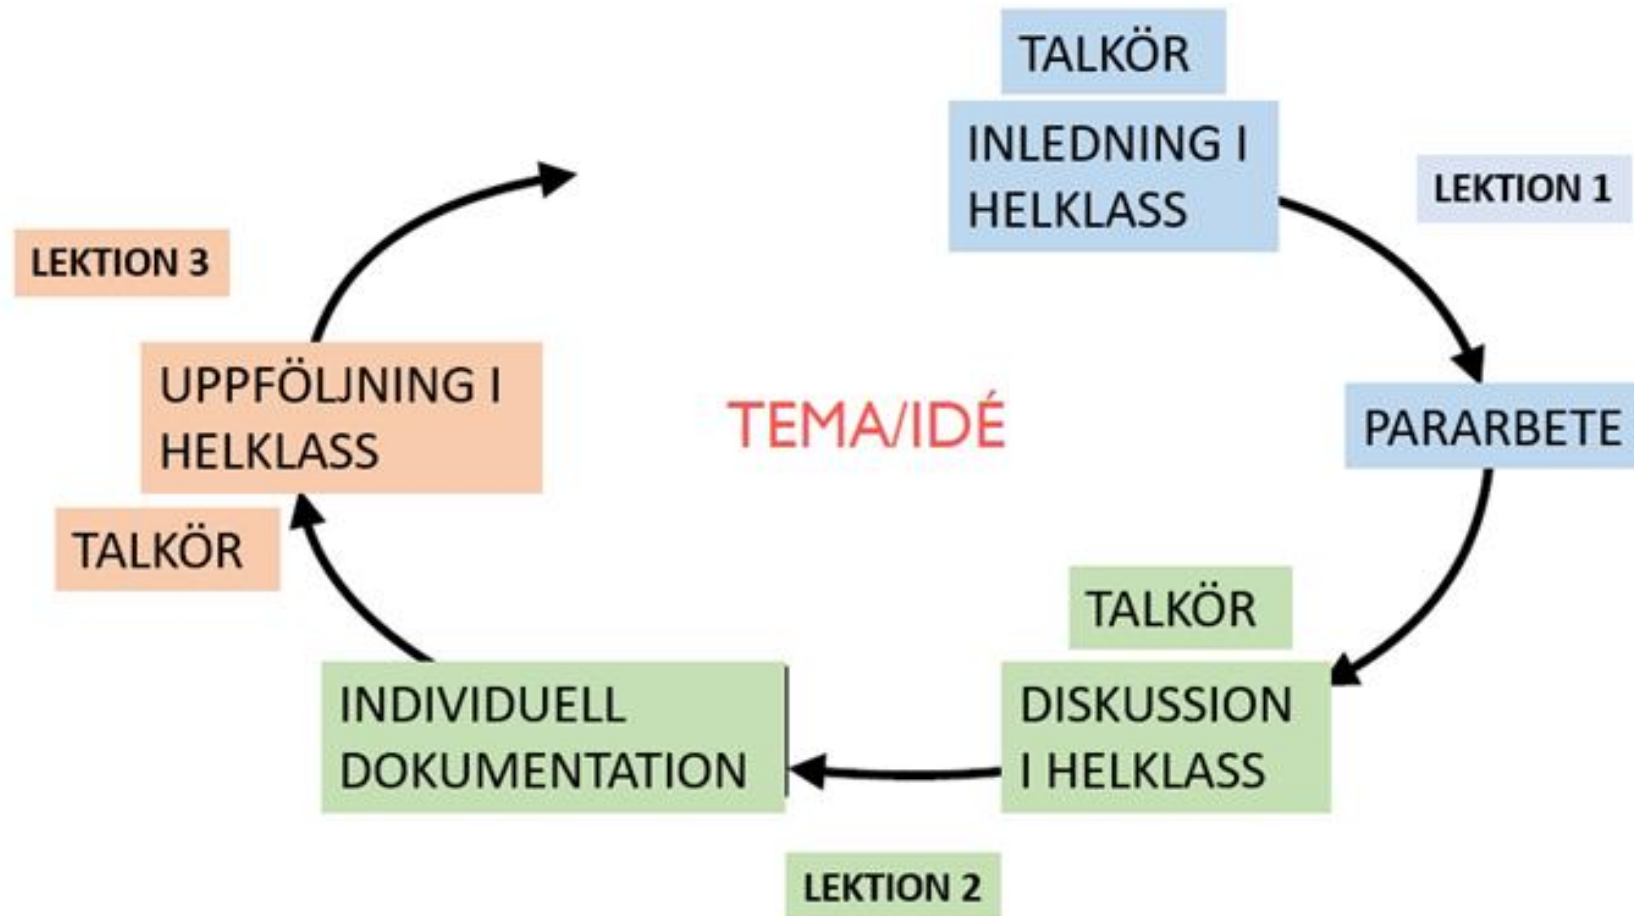 TALKÖR
INLEDNING I
HELKLASS
LEKTION 1
PARARBETE
TALKÖR
DISKUSSION
I HELKLASS
LEKTION 2
INDIVIDUELL
DOKUMENTATION
TALKÖR
UPPFÖLJNING I
HELKLASS
LEKTION 3
TEMA/IDÉ